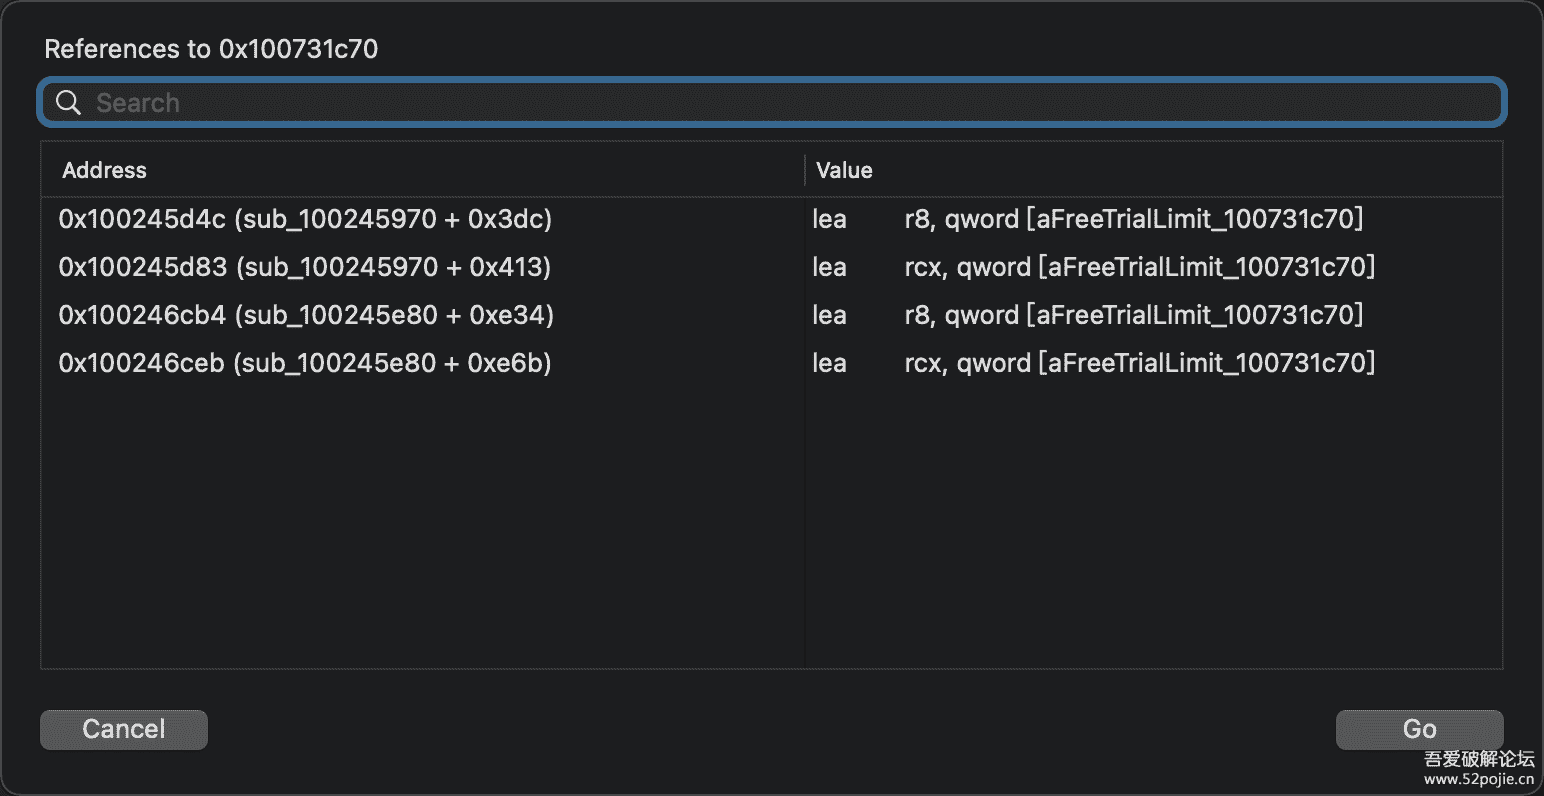 References to 0x100731c70
Search
Address Value
0x100245d4c (sub_100245970 + 0x3dc) lea r8, qword [aFreeTrialLimit_100731c70]
0x100245d83 (sub_100245970 + 0x413) lea rcx, qword [aFreeTrialLimit_100731c70]
0x100246cb4 (sub_100245e80 + 0xe34) lea r8, qword [aFreeTrialLimit_100731c70]
0x100246ceb (sub_100245e80 + 0xe6b) lea rcx, qword [aFreeTrialLimit_100731c70]
Cancel Go
吾爱破解论坛
www.52pojie.cn